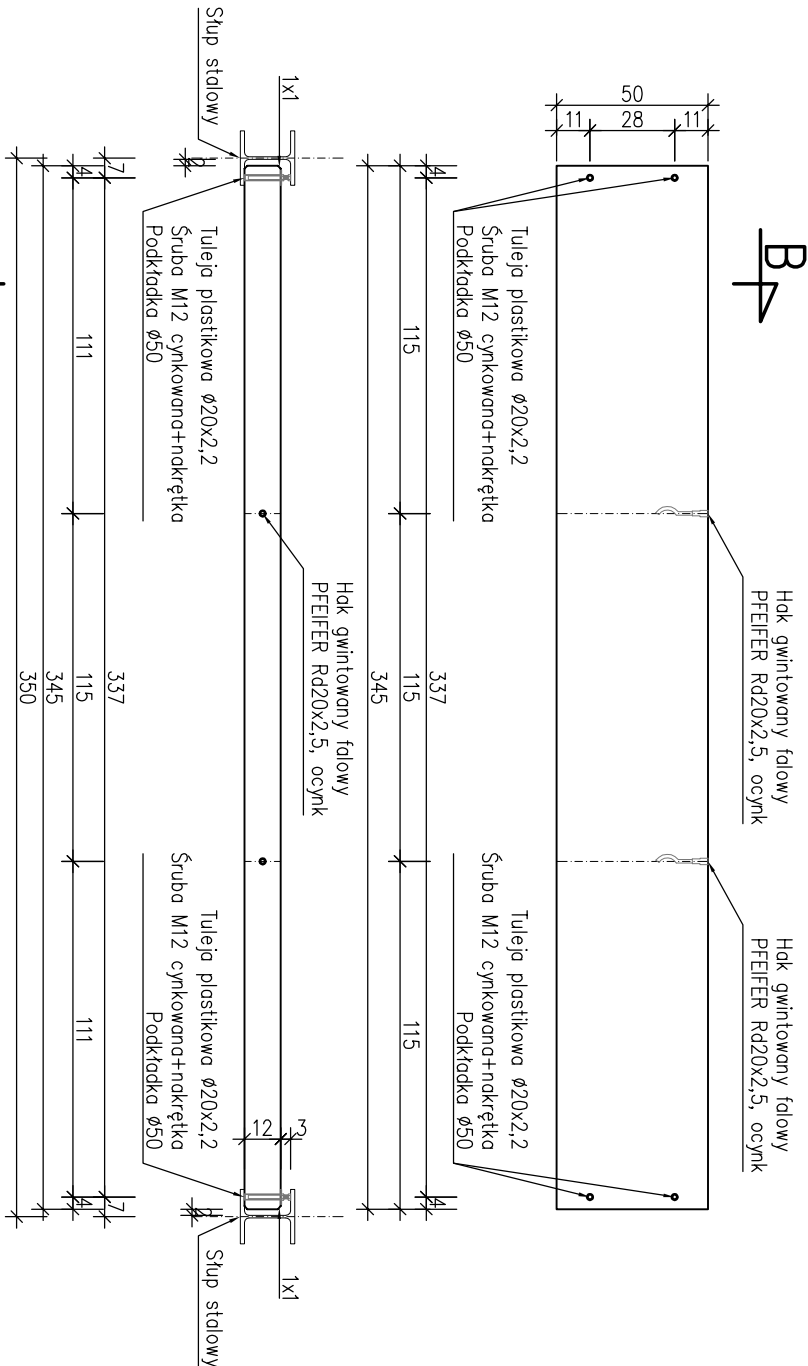 B
Hak gwintowany falowy
PFEIFER Rd20x2,5, ocynk
Hak gwintowany falowy
PFEIFER Rd20x2,5, ocynk
50
11
28
11
Tuleja plastikowa ø20x2,2
Śruba M12 cynkowana+nakrętka
Podkładka ø50
Tuleja plastikowa ø20x2,2
Śruba M12 cynkowana+nakrętka
Podkładka ø50
4
337
4
115
115
115
345
Hak gwintowany falowy
PFEIFER Rd20x2,5, ocynk
1x1
1x1
12
3
Słup stalowy
Słup stalowy
Tuleja plastikowa ø20x2,2
Śruba M12 cynkowana+nakrętka
Podkładka ø50
Tuleja plastikowa ø20x2,2
Śruba M12 cynkowana+nakrętka
Podkładka ø50
7
337
7
4
111
115
111
4
345
350